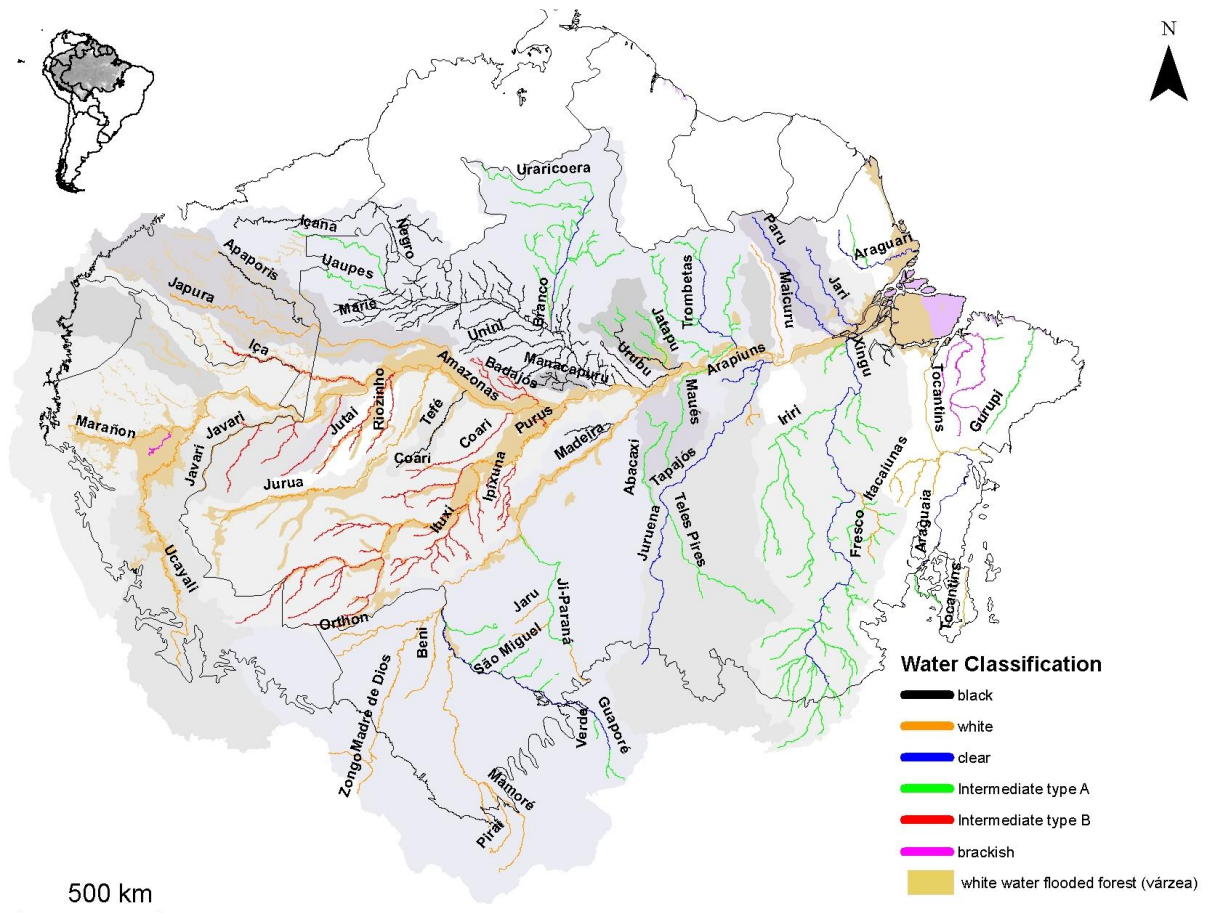 N
Uraricoera
Içana
Negro
Paru
Araguari
Apaporis
Uaupes
Japura
Marié
Branco
Trombetas
Maicuru
Jari
Jatapu
Unini
Urubu
Iça
Manacapuru
Badajós
Amazonas
Arapiuns
Xingu
Riozinho
Maués
Tocantins
Gurupi
Marañon
Javari
Jutai
Tefé
Coari
Purus
Iriri
Madeira
Javari
Coari
Abacaxi
Tapajós
Itacaiunas
Jurua
Ipixuna
Ituxi
Juruena
Teles Pires
Fresco
Araguaia
Ucayali
Ji-Paraná
Jaru
Tocantins
Orthon
Beni
São Miguel
Madre de Dios
Zongo
Verde
Guaporé
Mamoré
Piraí
Water Classification
black
white
clear
Intermediate type A
Intermediate type B
brackish
white water flooded forest (várzea)
500 km